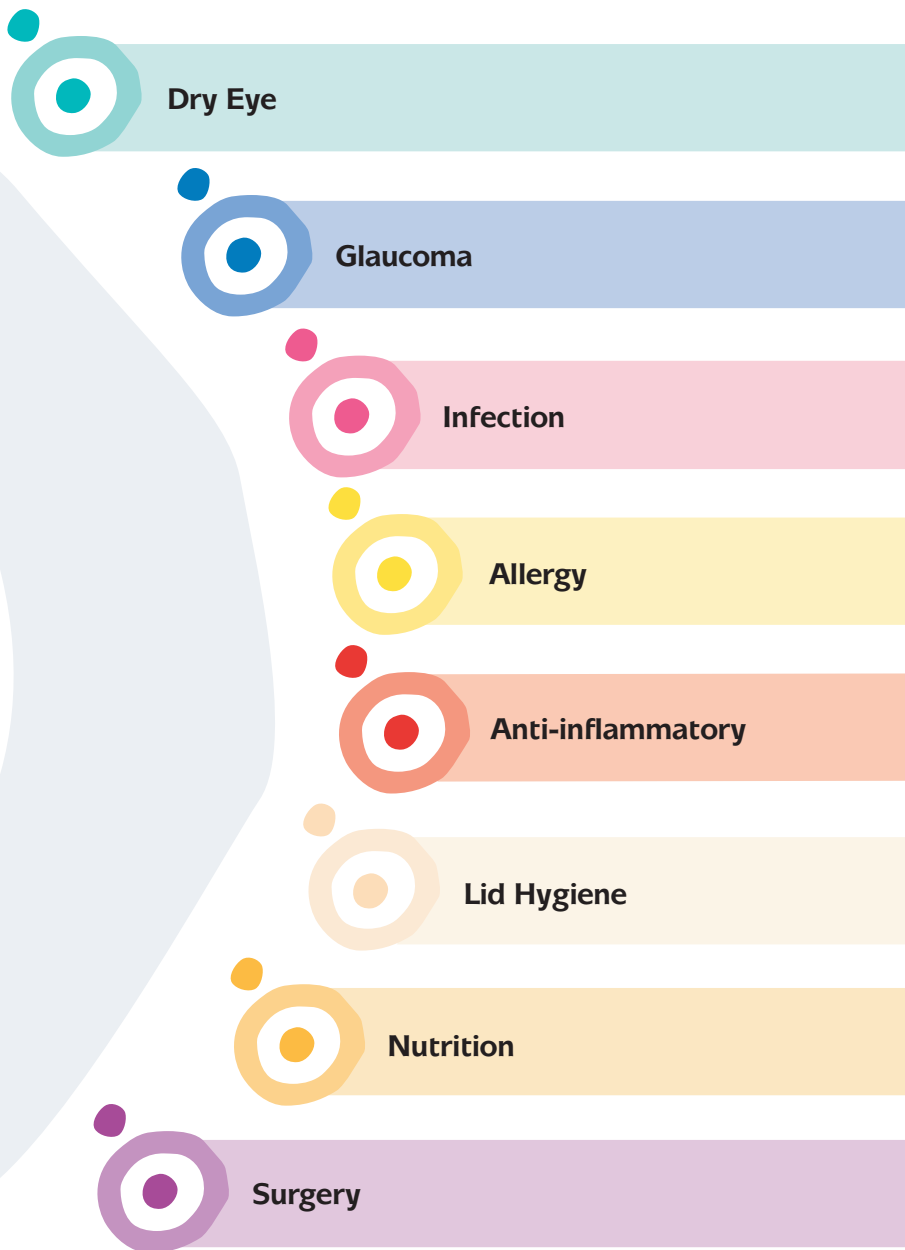 Dry Eye
Glaucoma
Infection
Allergy
Anti-inflammatory
Lid Hygiene
Nutrition
Surgery